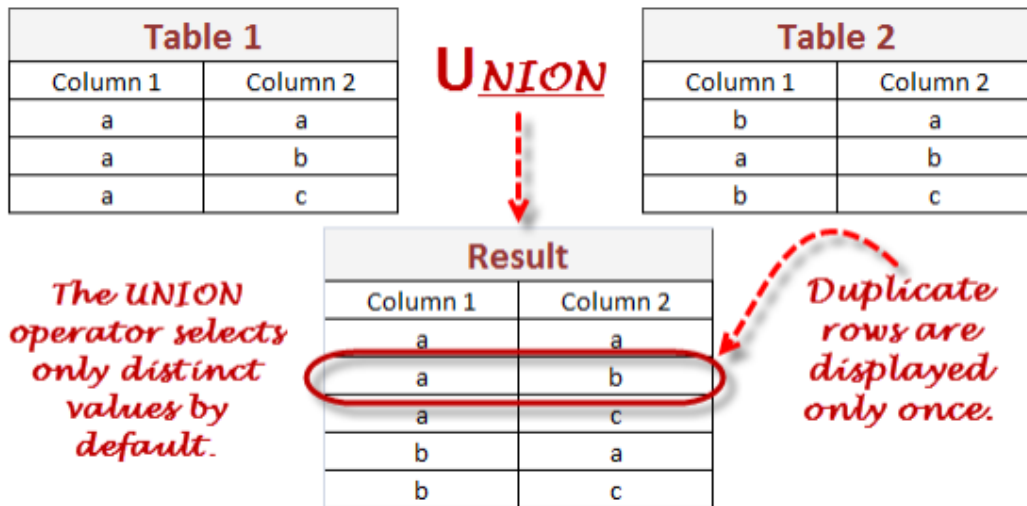 Table 1
Column 1 Column 2
a a
a b
a c
UNION
Table 2
Column 1 Column 2
b a
a b
b c
The UNION
operator selects
only distinct
values by
default.
Result
Column 1 Column 2
a a
a b
a c
b a
b c
Duplicate
rows are
displayed
only once.